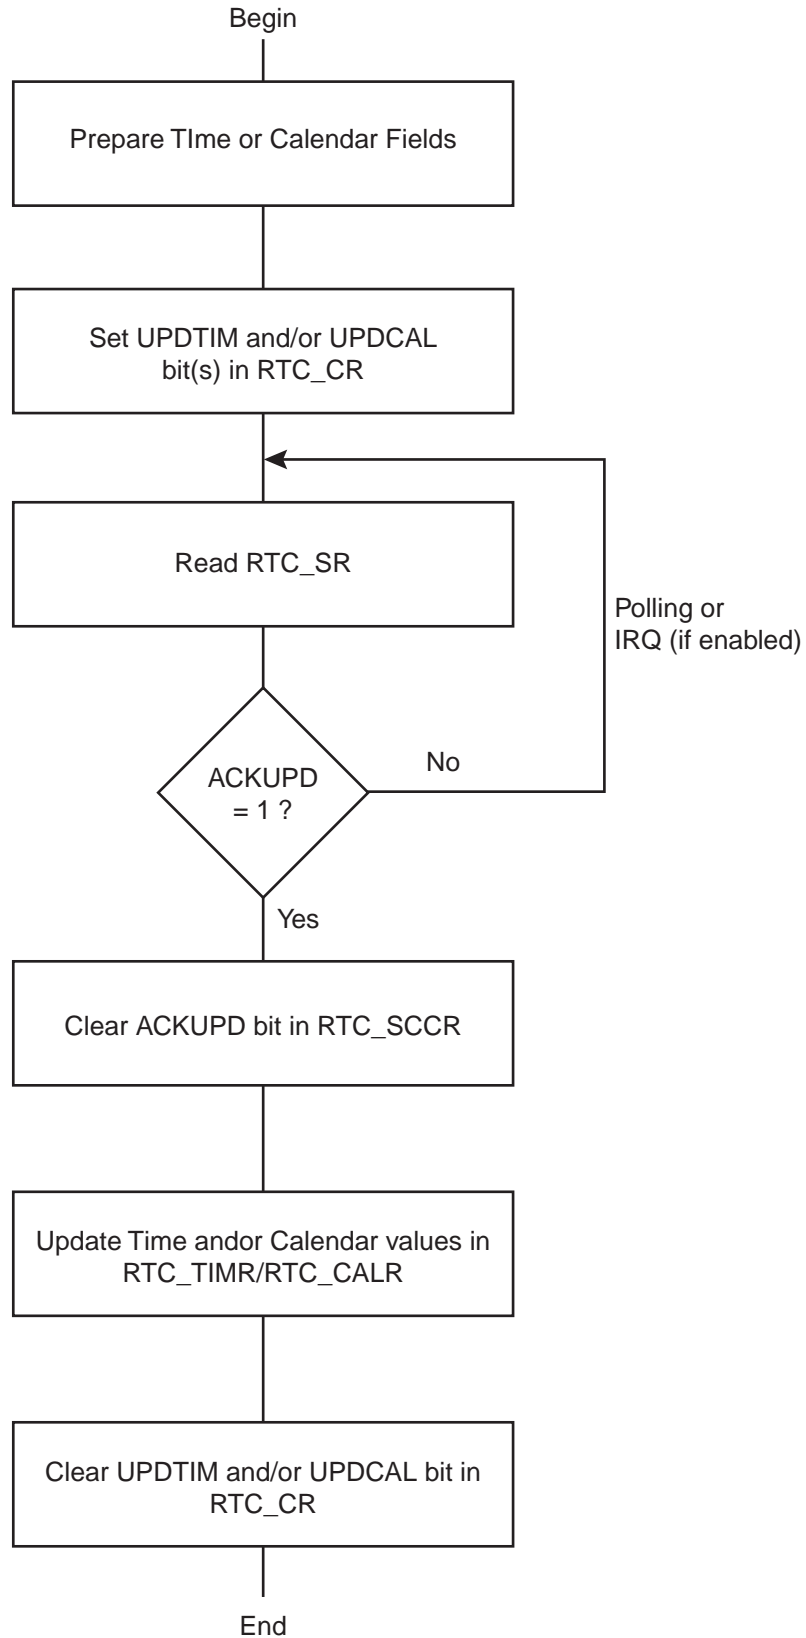 Begin
Prepare TIme or Calendar Fields
Set UPDTIM and/or UPDCAL
bit(s) in RTC_CR
Read RTC_SR
Polling or
IRQ (if enabled)
ACKUPD
= 1 ?
No
Yes
Clear ACKUPD bit in RTC_SCCR
Update Time andor Calendar values in
RTC_TIMR/RTC_CALR
Clear UPDTIM and/or UPDCAL bit in
RTC_CR
End